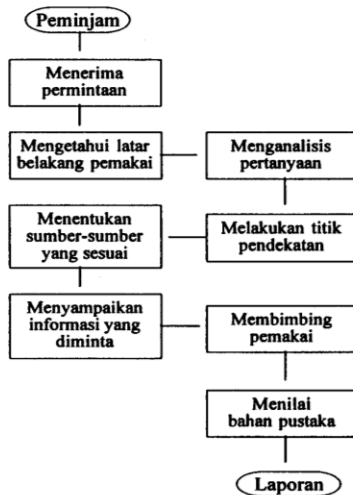 Peminjam
Menerima
permintaan
Mengetahui latar
belakang pemakai
Menganalisis
pertanyaan
Melakukan titik
pendekatan
Menentukan
sumber-sumber
yang sesuai
Menyampaikan
informasi yang
diminta
Membimbing
pemakai
Menilai
bahan pustaka
Laporan